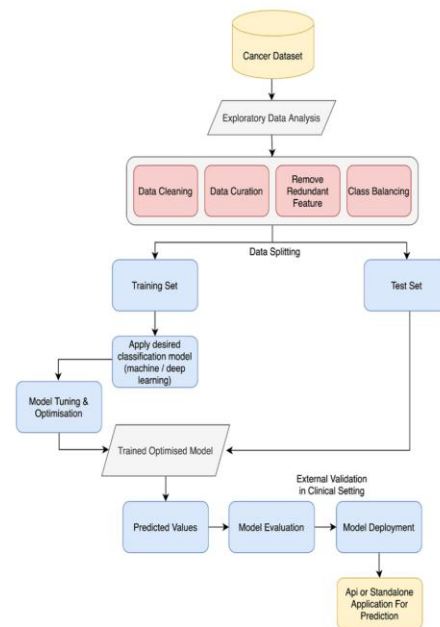 Cancer Dataset
Exploratory Data Analysis
Data Cleaning
Data Curation
Remove
Redundant
Feature
Class Balancing
Data Splitting
Training Set
Test Set
Apply desired
classification model
(machine / deep
learning)
Model Tuning &
Optimisation
Trained Optimised Model
External Validation
in Clinical Setting
Predicted Values
Model Evaluation
Model Deployment
Api or Standalone
Application For
Prediction